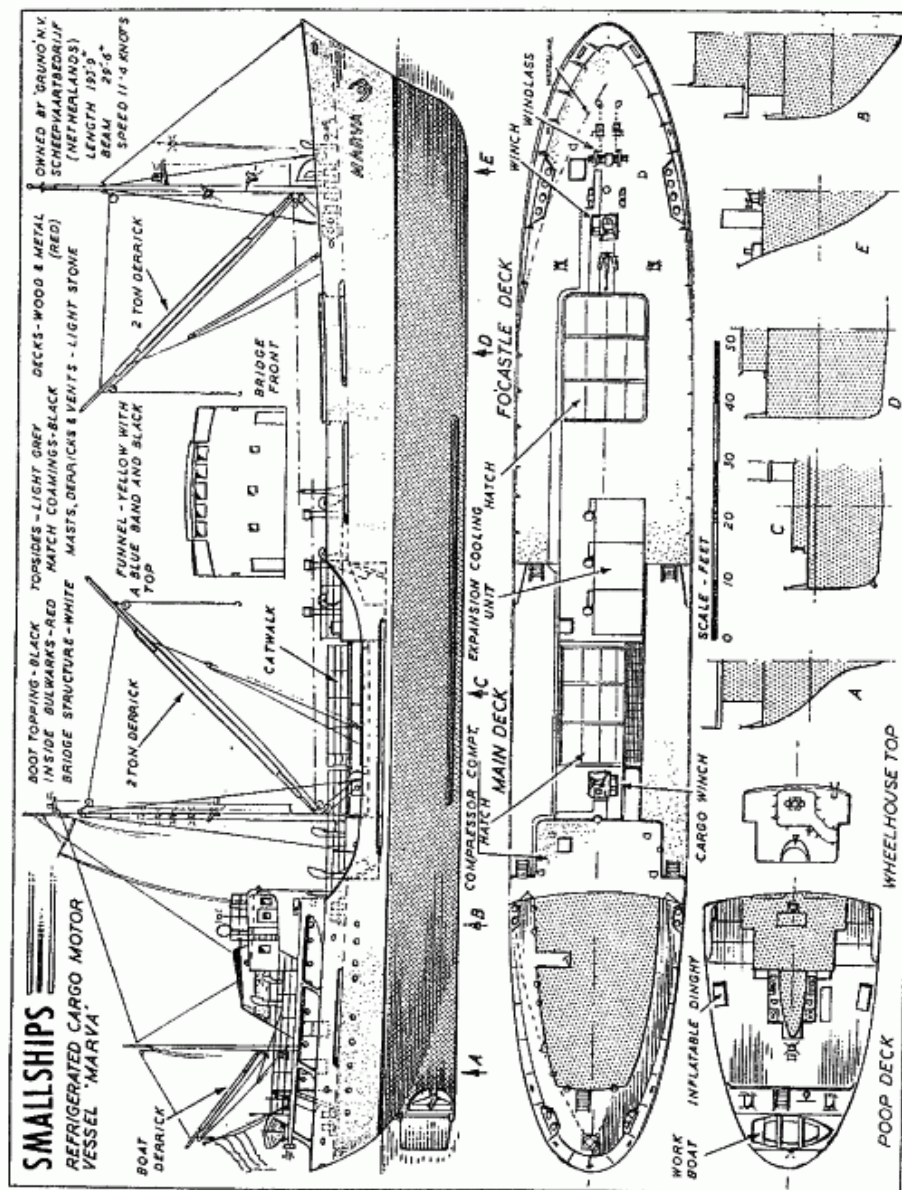 SMALLSHIPS
REFRIGERATED CARGO MOTOR
VESSEL "MARVA"
BOOT TOPPING-BLACK TOPSIDES-LIGHT GREY DECKS-WOOD & METAL
INSIDE BULWARKS-RED HATCH COAMINGS-BLACK (RED)
BRIDGE STRUCTURE-WHITE MASTS, DERRICKS & VENTS-LIGHT STONE
OWNED BY 'GRUNO' N.V.
SCHEEPVAARTBEDRIJF
(NETHERLANDS)
LENGTH 193'9"
BEAM 29'-6"
SPEED 11·4 KNOTS
FUNNEL-YELLOW WITH
A BLUE BAND AND BLACK
TOP
BOAT
DERRICK
2 TON DERRICK
CATWALK
BRIDGE
FRONT
2 TON DERRICK
MARVA
A
B
C
D
E
COMPRESSOR COMPT.
HATCH
MAIN DECK
EXPANSION COOLING
UNIT
HATCH
FO'CASTLE DECK
WINCH
WINDLASS
CARGO WINCH
WORK
BOAT
INFLATABLE DINGHY
POOP DECK
WHEELHOUSE TOP
SCALE - FEET
0 10 20 30 40 50
A
C
D
E
B